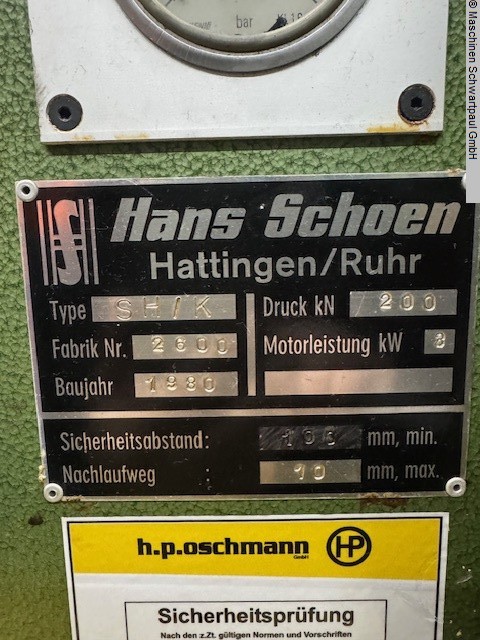 bar
Hans Schoen
Hattingen/Ruhr
Type SH/K
Druck kN 200
Fabrik Nr. 2600
Motorleistung kW 3
Baujahr 1980
Sicherheitsabstand: mm, min.
Nachlaufweg 10 mm, max.
h.p.oschmann GmbH
HP
Sicherheitsprüfung
Nach den z.Zt. gültigen Normen und Vorschriften
© Maschinen Schwartpaul GmbH